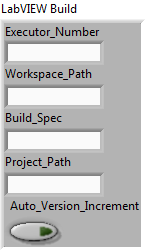 LabVIEW Build
Executor_Number
Workspace_Path
Build_Spec
Project_Path
Auto_Version_Increment